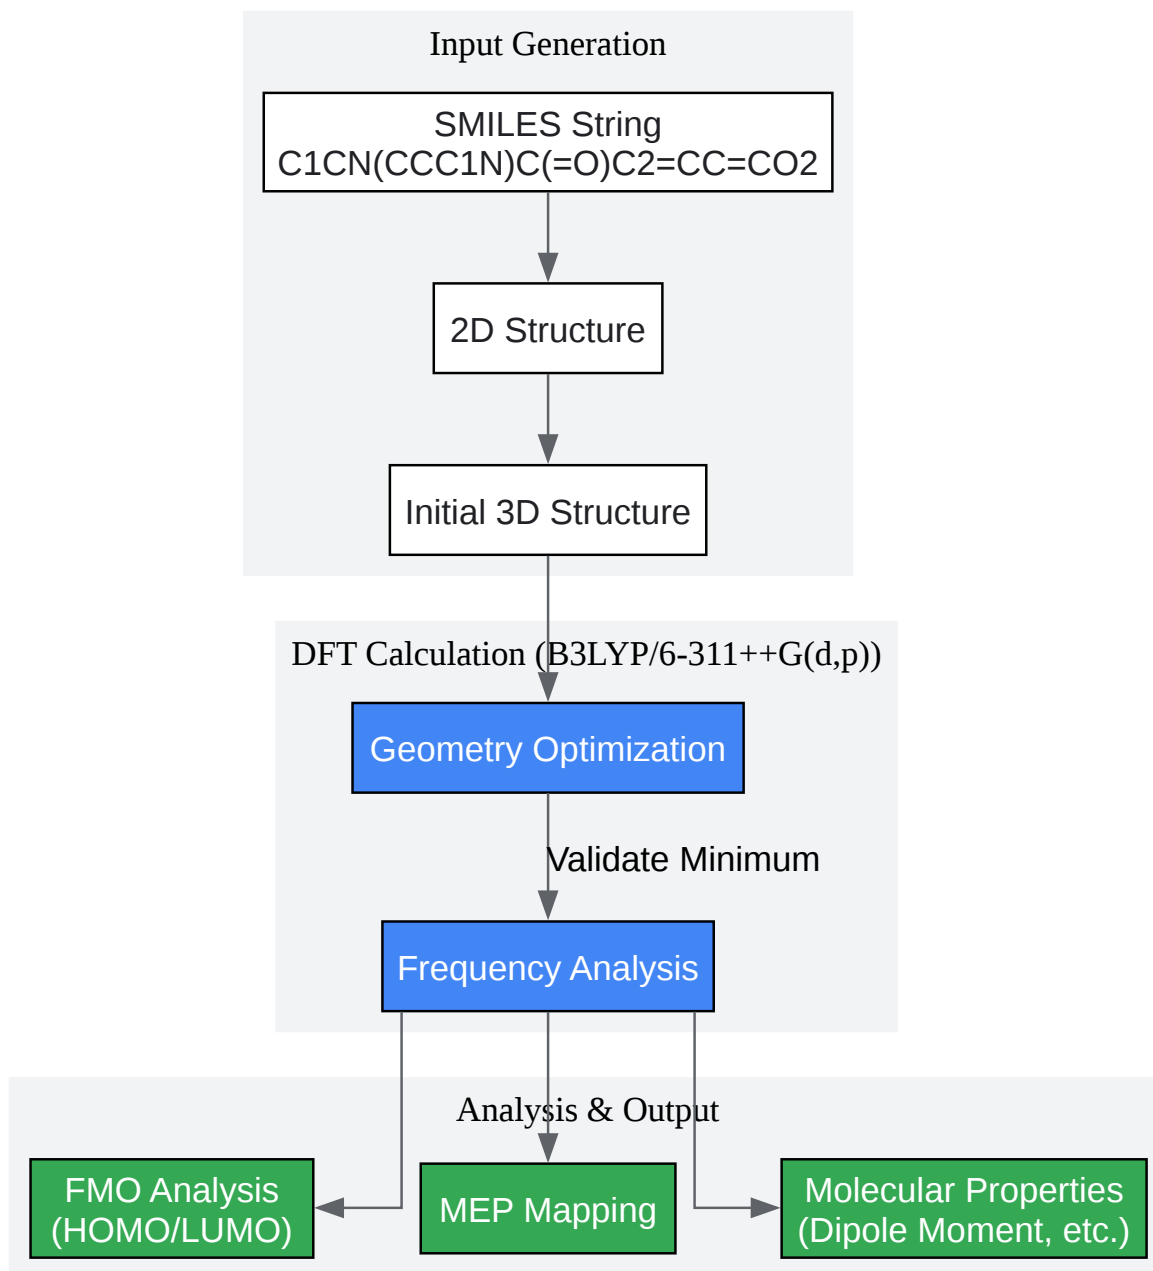 Input Generation
SMILES String
C1CN(CCC1N)C(=O)C2=CC=CO2
2D Structure
Initial 3D Structure
DFT Calculation (B3LYP/6-311++G(d,p))
Geometry Optimization
Validate Minimum
Frequency Analysis
Analysis & Output
FMO Analysis
(HOMO/LUMO)
MEP Mapping
Molecular Properties
(Dipole Moment, etc.)